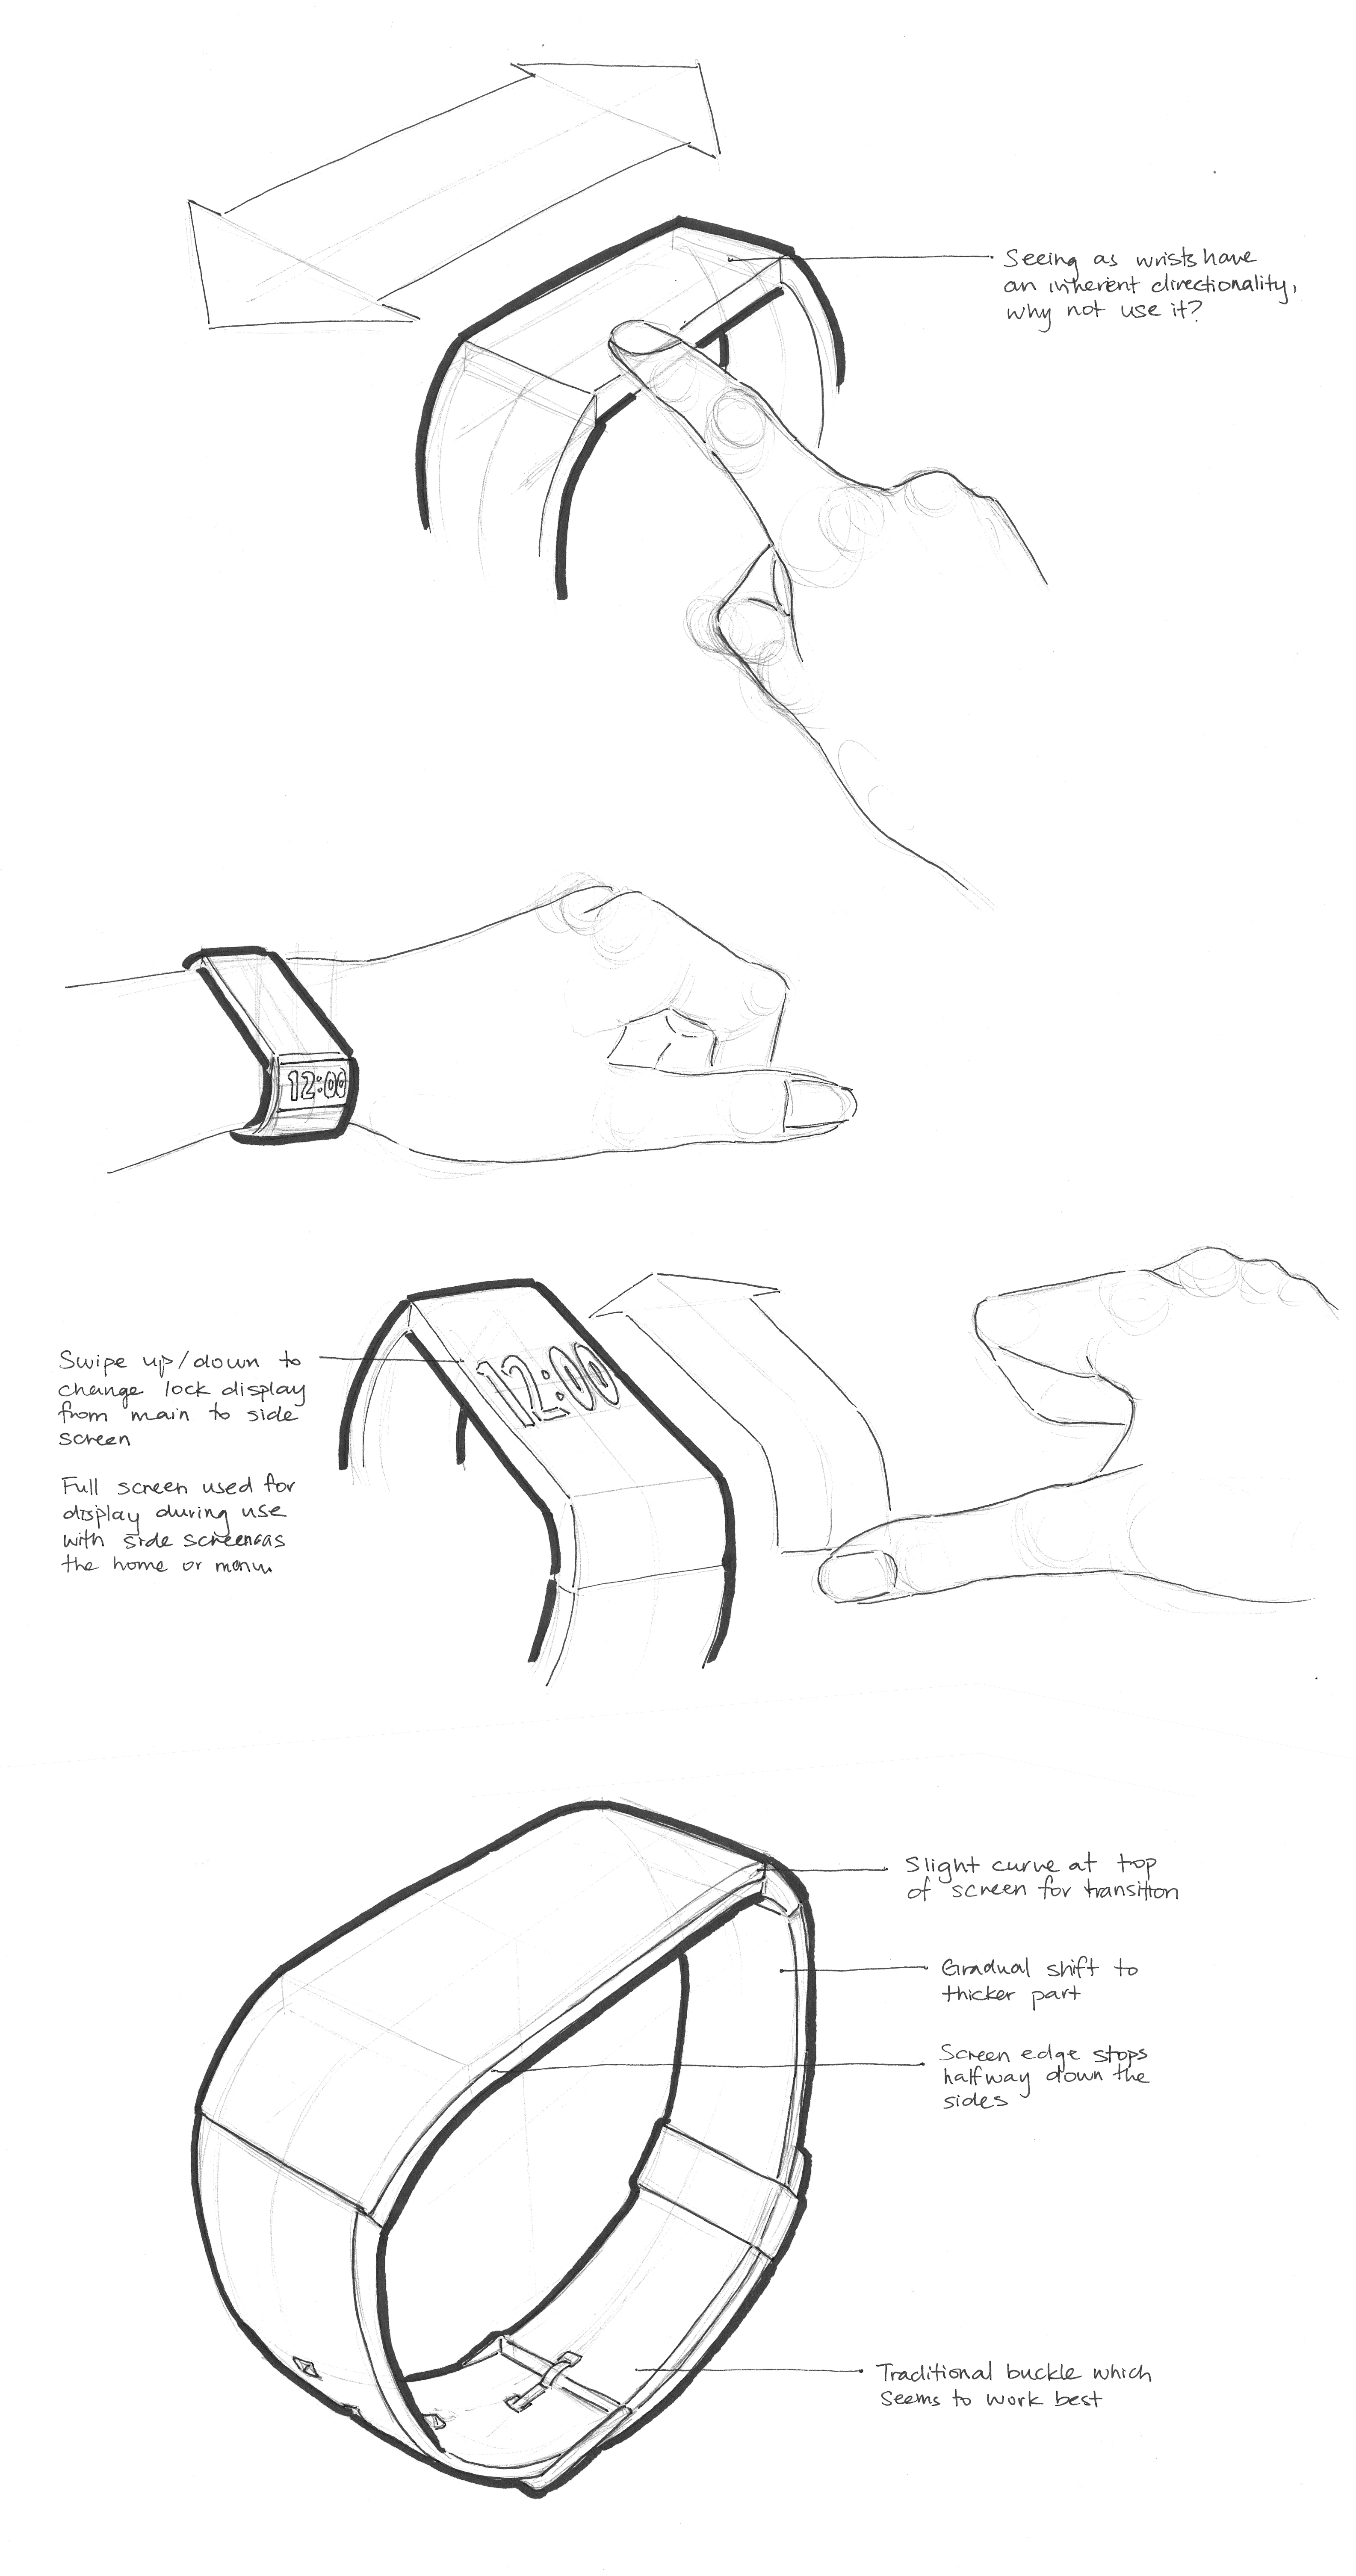 Seeing as wrists have
an inherent directionality,
why not use it?
12:00
12:00
Swipe up/down to
change lock display
from main to side
screen
Full screen used for
display during use
with side screen as
the home or menu.
Slight curve at top
of screen for transition
Gradual shift to
thicker part
Screen edge stops
halfway down the
sides
Traditional buckle which
seems to work best